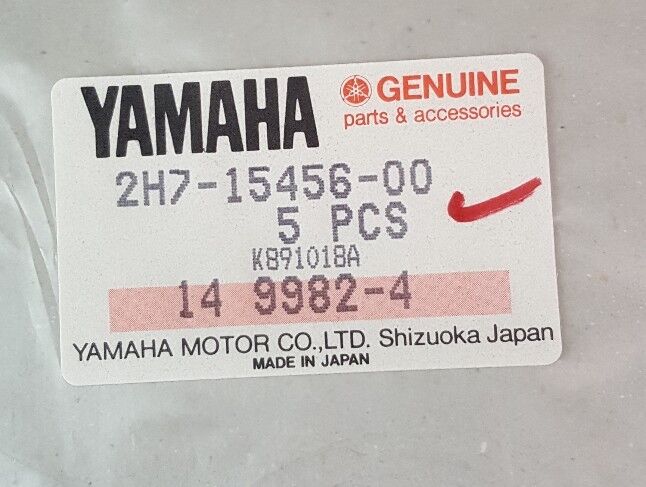 YAMAHA
GENUINE
parts & accessories
2H7-15456-00
5 PCS
K891018A
14 9982-4
YAMAHA MOTOR CO.,LTD. Shizuoka Japan
MADE IN JAPAN